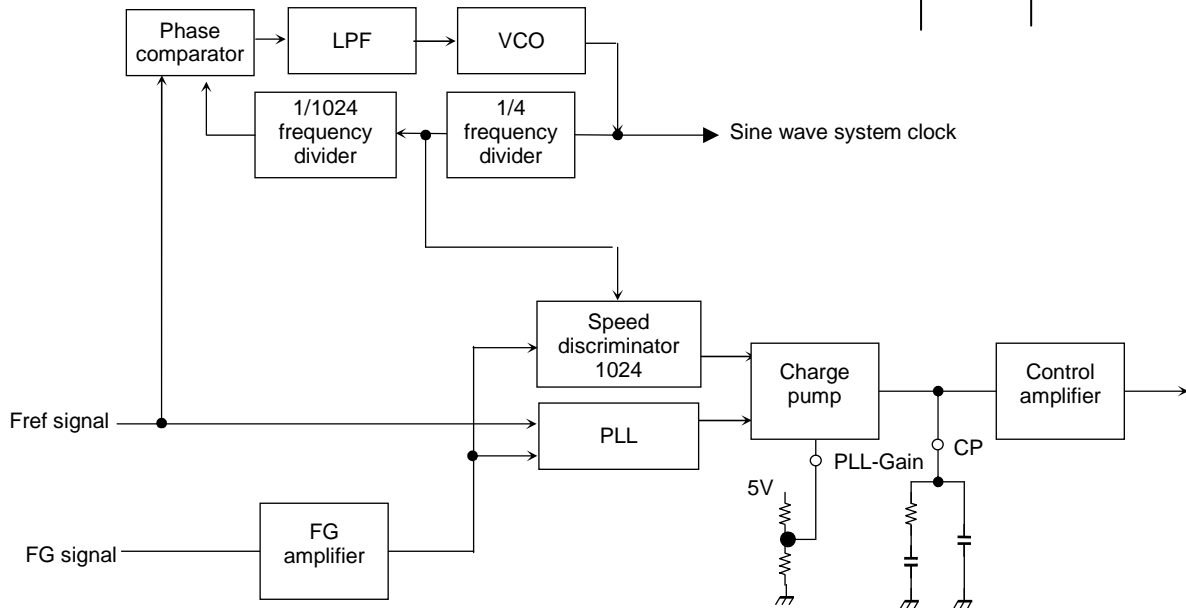 Phase
comparator
LPF
VCO
1/1024
frequency
divider
1/4
frequency
divider
Sine wave system clock
Speed
discriminator
1024
Charge
pump
Control
amplifier
Fref signal
PLL
PLL-Gain
CP
5V
FG signal
FG
amplifier